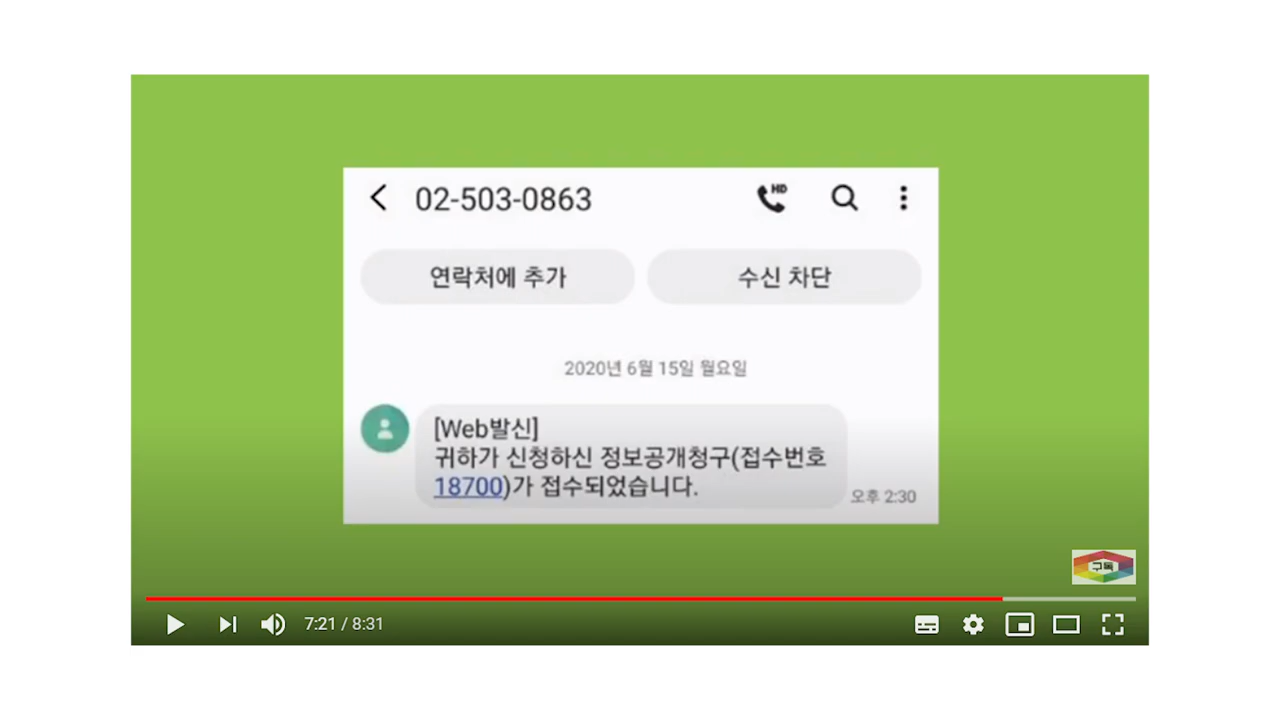 02-503-0863
HD
연락처에 추가
수신 차단
2020년 6월 15일 월요일
[Web발신]
귀하가 신청하신 정보공개청구(접수번호
18700)가 접수되었습니다.
오후 2:30
구독
7:21 / 8:31